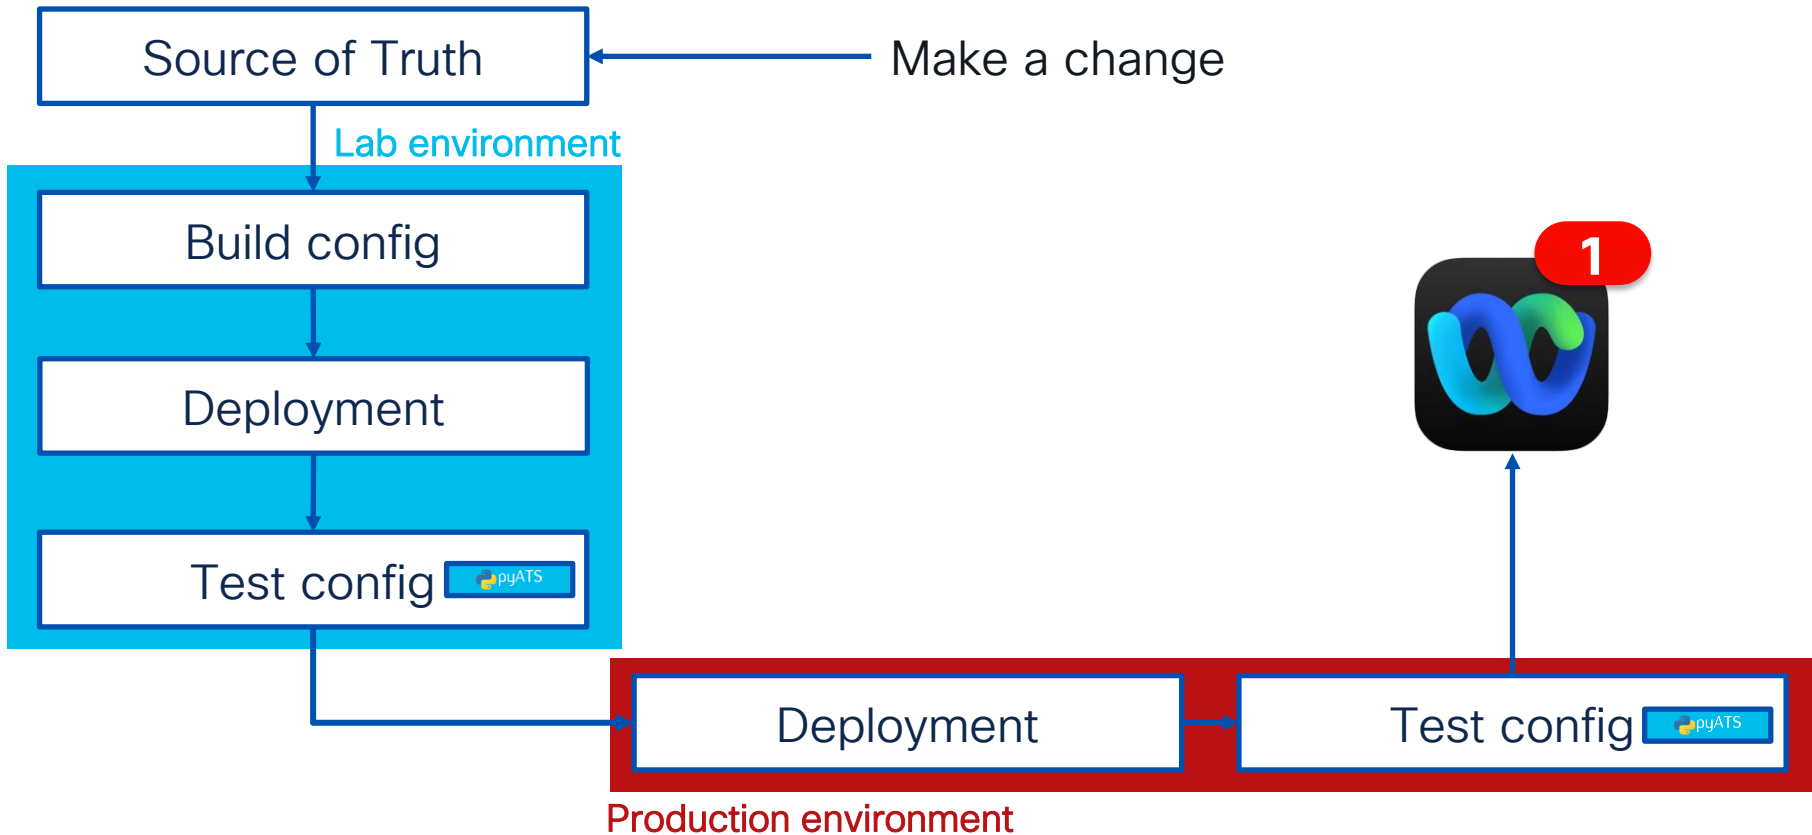 Source of Truth
Make a change
Lab environment
Build config
1
Deployment
Test config
pyATS
Deployment
Test config
pyATS
Production environment